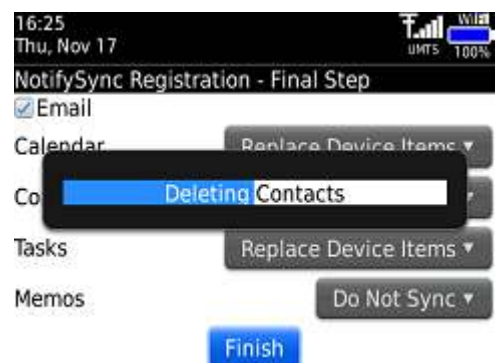 16:25
Thu, Nov 17
UMTS 100%
NotifySync Registration - Final Step
Email
Calendar Replace Device Items
Co
Deleting Contacts
Tasks Replace Device Items
Memos Do Not Sync
Finish